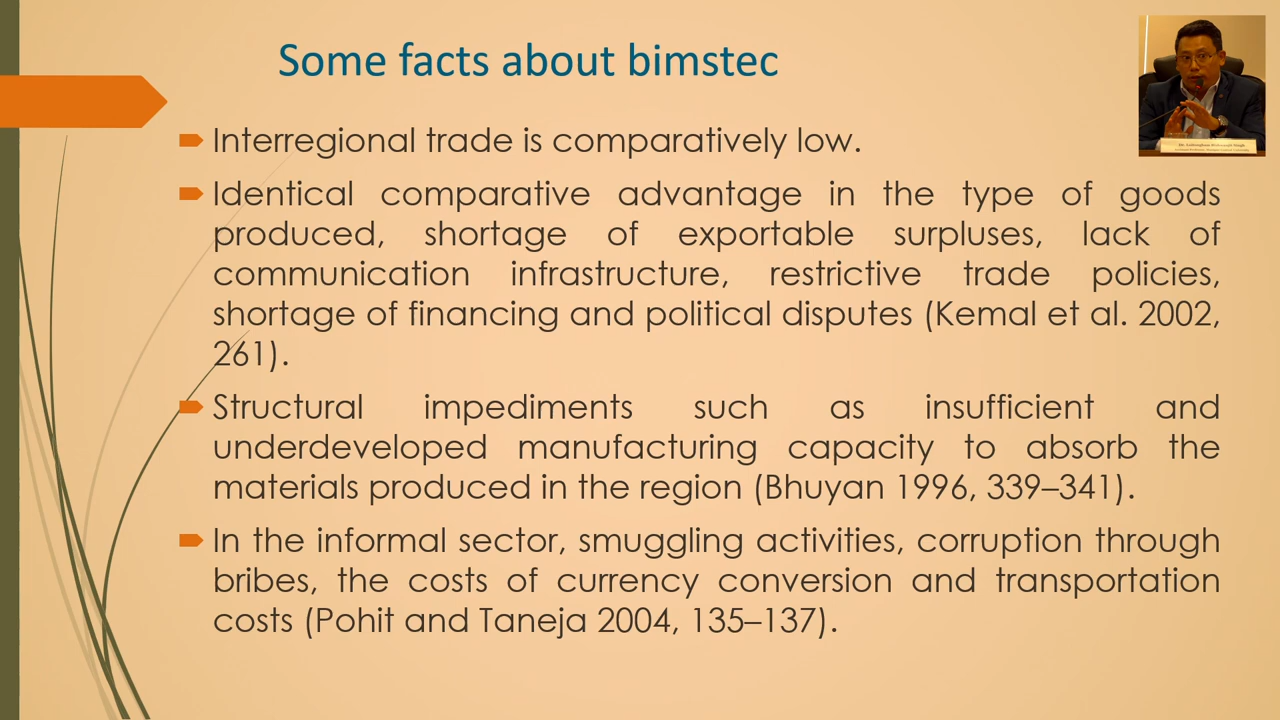 Some facts about bimstec
Interregional trade is comparatively low.
Identical comparative advantage in the type of goods
produced, shortage of exportable surpluses, lack of
communication infrastructure, restrictive trade policies,
shortage of financing and political disputes (Kemal et al. 2002,
261).
Structural impediments such as insufficient and
underdeveloped manufacturing capacity to absorb the
materials produced in the region (Bhuyan 1996, 339–341).
In the informal sector, smuggling activities, corruption through
bribes, the costs of currency conversion and transportation
costs (Pohit and Taneja 2004, 135–137).